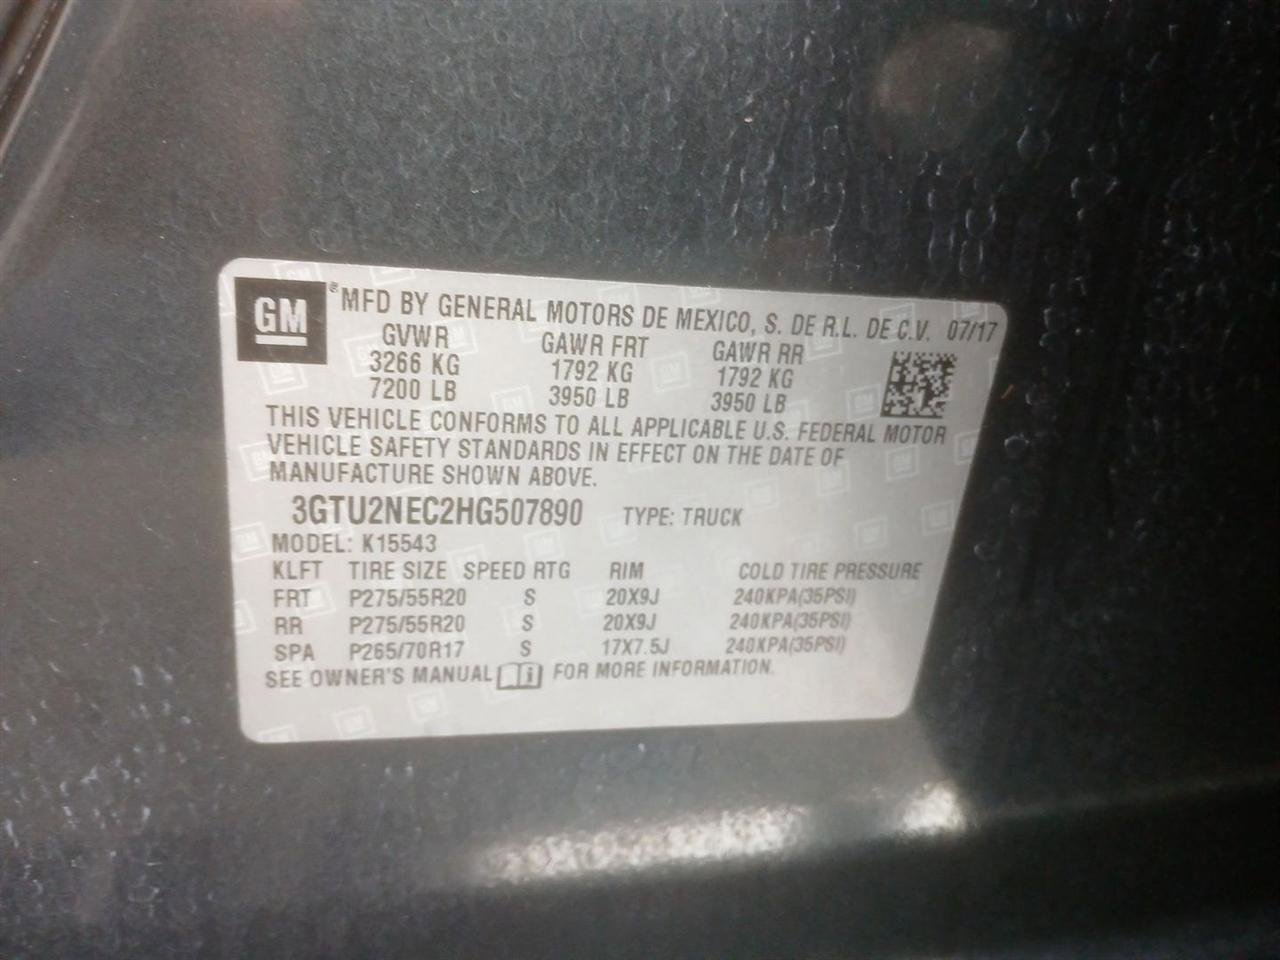 GM ® MFD BY GENERAL MOTORS DE MEXICO, S. DE R.L. DE C.V. 07/17
GVWR GAWR FRT GAWR RR
3266 KG 1792 KG 1792 KG
7200 LB 3950 LB 3950 LB
THIS VEHICLE CONFORMS TO ALL APPLICABLE U.S. FEDERAL MOTOR
VEHICLE SAFETY STANDARDS IN EFFECT ON THE DATE OF
MANUFACTURE SHOWN ABOVE.
3GTU2NEC2HG507890 TYPE: TRUCK
MODEL: K15543
KLFT TIRE SIZE SPEED RTG RIM COLD TIRE PRESSURE
FRT P275/55R20 S 20X9J 240KPA(35PSI)
RR P275/55R20 S 20X9J 240KPA(35PSI)
SPA P265/70R17 S 17X7.5J 240KPA(35PSI)
SEE OWNER'S MANUAL i FOR MORE INFORMATION.